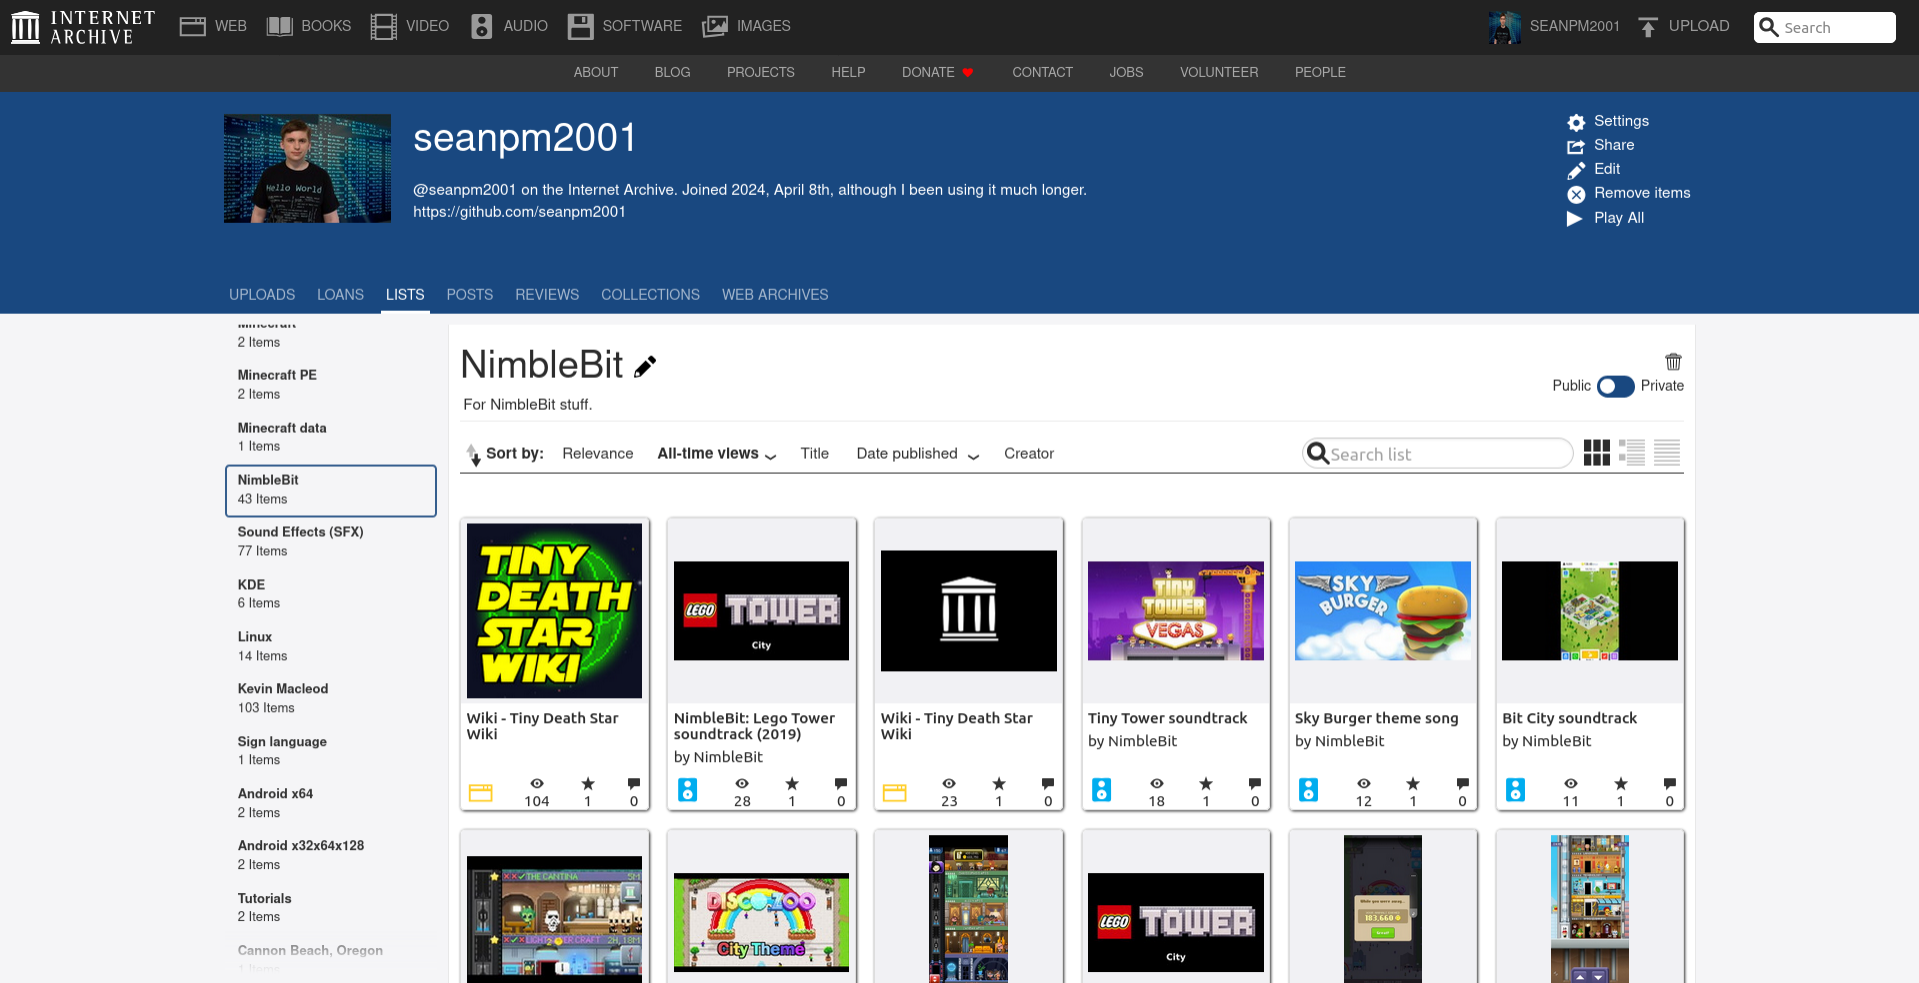 INTERNET ARCHIVE
WEB BOOKS VIDEO AUDIO SOFTWARE IMAGES
SEANPM2001 UPLOAD Search
ABOUT BLOG PROJECTS HELP DONATE CONTACT JOBS VOLUNTEER PEOPLE
Hello World
seanpm2001
@seanpm2001 on the Internet Archive. Joined 2024, April 8th, although I been using it much longer.
https://github.com/seanpm2001
Settings
Share
Edit
Remove items
Play All
UPLOADS LOANS LISTS POSTS REVIEWS COLLECTIONS WEB ARCHIVES
Minecraft
2 Items
Minecraft PE
2 Items
Minecraft data
1 Items
NimbleBit
43 Items
Sound Effects (SFX)
77 Items
KDE
6 Items
Linux
14 Items
Kevin Macleod
103 Items
Sign language
1 Items
Android x64
2 Items
Android x32x64x128
2 Items
Tutorials
2 Items
Cannon Beach, Oregon
1 Items
NimbleBit
For NimbleBit stuff.
Public Private
Sort by: Relevance All-time views Title Date published Creator
Search list
TINY DEATH STAR WIKI
Wiki - Tiny Death Star Wiki
104 1 0
LEGO TOWER
City
NimbleBit: Lego Tower soundtrack (2019)
by NimbleBit
28 1 0
Wiki - Tiny Death Star Wiki
23 1 0
TINY TOWER VEGAS
Tiny Tower soundtrack
by NimbleBit
18 1 0
SKY BURGER
Sky Burger theme song
by NimbleBit
12 1 0
Bit City soundtrack
by NimbleBit
11 1 0
THE CANTINA 5M
2H, 18M
DISCO ZOO
City Theme
LEGO TOWER
City
183,660